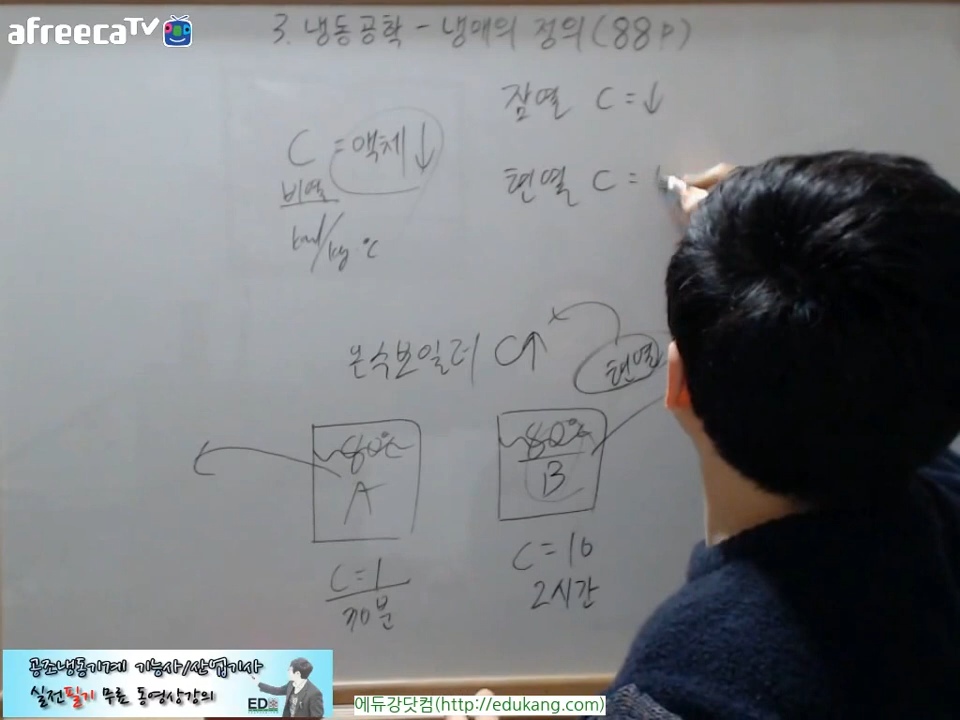 afreecaTV
3. 냉동공학 - 냉매의 정의(88p)
잠열 C = ↓
C = 액체 ↓
비열
kcal/kg·℃
현열 C =
온수보일러 C↑
현열
80℃
A
80℃
B
C = 1
30분
C = 10
2시간
공조냉동기계 기능사/산업기사
실전필기 무료 동영상강의
에듀강닷컴(http://edukang.com)